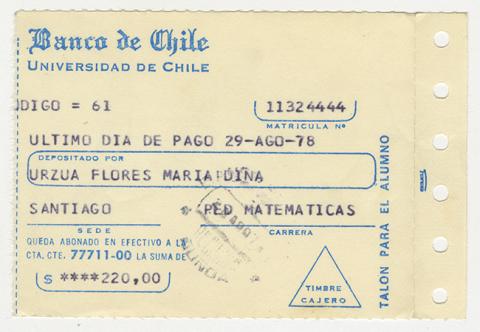 Banco de Chile
UNIVERSIDAD DE CHILE
DIGO = 61
11324444
MATRICULA Nº
ULTIMO DIA DE PAGO 29-AGO-78
DEPOSITADO POR
URZUA FLORES MARIA DINA
SANTIAGO PED MATEMATICAS
SEDE CARRERA
QUEDA ABONADO EN EFECTIVO A LA
CTA. CTE. 77711-00 LA SUMA DE
$ ****220,00
TIMBRE
CAJERO
TALON PARA EL ALUMNO